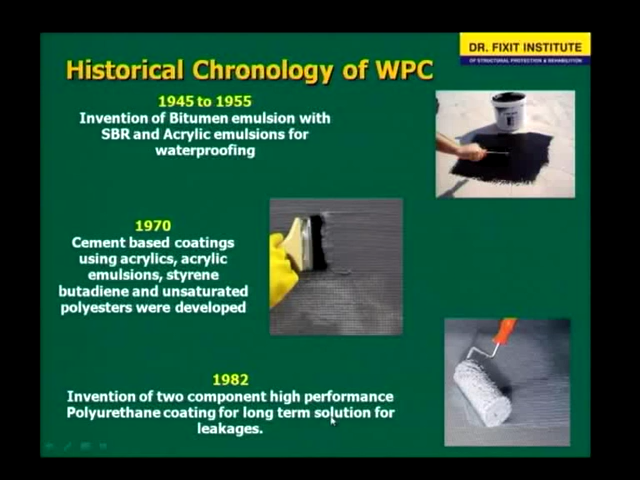 DR. FIXIT INSTITUTE
OF STRUCTURAL PROTECTION & REHABILITATION
Historical Chronology of WPC
1945 to 1955
Invention of Bitumen emulsion with
SBR and Acrylic emulsions for
waterproofing
1970
Cement based coatings
using acrylics, acrylic
emulsions, styrene
butadiene and unsaturated
polyesters were developed
1982
Invention of two component high performance
Polyurethane coating for long term solution for
leakages.